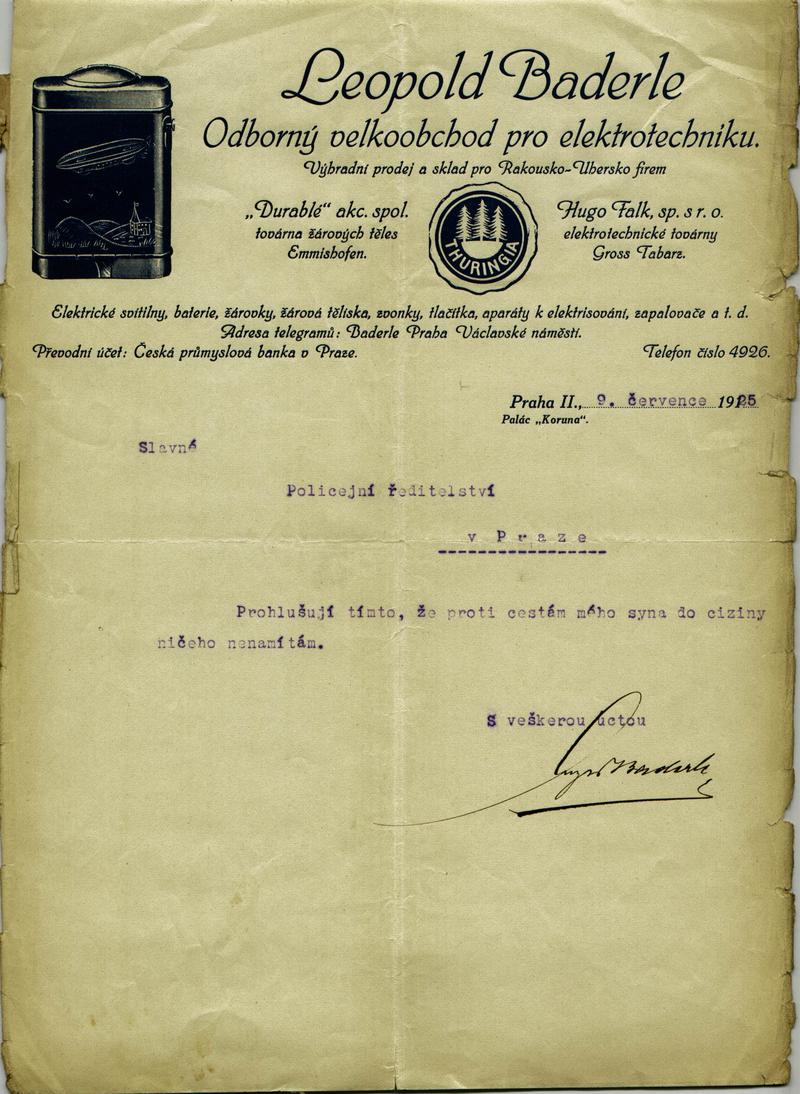 Leopold Baderle
Odborný velkoobchod pro elektrotechniku.
Výhradní prodej a sklad pro Rakousko-Uhersko firem
„Durablé“ akc. spol.
továrna žárových těles
Emmishofen.
THURINGIA
Hugo Falk, sp. s r. o.
elektrotechnické továrny
Gross Tabarz.
Elektrické svítilny, baterie, žárovky, žárová tělíska, zvonky, tlačítka, aparáty k elektrisování, zapalovače a t. d.
Adresa telegramů: Baderle Praha Václavské náměstí.
Převodní účet: Česká průmyslová banka v Praze.
Telefon číslo 4926.
Praha II., 9. července 1925
Palác „Koruna“.
Slavné
Policejní ředitelství
v Praze
Prohlušují tímto, že proti cestám mého syna do ciziny
ničeho nenamítám.
S veškerou úctou
Baderle